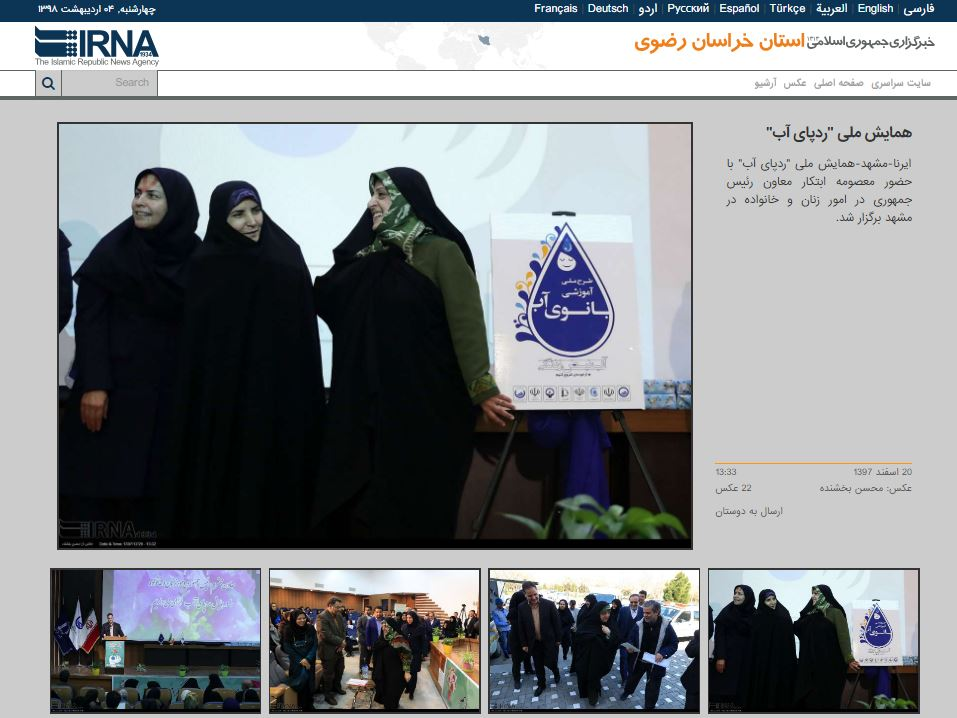 چهارشنبه, ۰۴ اردیبهشت ۱۳۹۸
Français | Deutsch | اردو | Русский | Español | Türkçe | العربية | English | فارسی
IRNA
1934
The Islamic Republic News Agency
خبرگزاری جمهوری اسلامی
استان خراسان رضوی
Search
سایت سراسری صفحه اصلی عکس آرشیو
همایش ملی "ردپای آب"
ایرنا-مشهد-همایش ملی "ردپای آب" با
حضور معصومه ابتکار معاون رئیس
جمهوری در امور زنان و خانواده در
مشهد برگزار شد.
طرح ملی
آموزشی
بانوی آب
IRNA
20 اسفند 1397
13:33
عکس: محسن بخشنده
22 عکس
ارسال به دوستان
بانوی آب